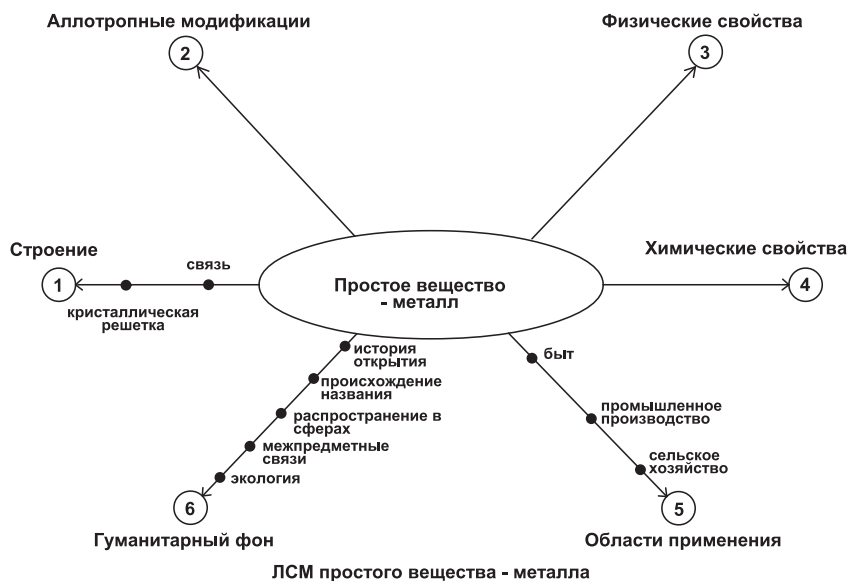 Аллотропные модификации
2
Физические свойства
3
Строение
1
связь
кристаллическая
решетка
Простое вещество
- металл
Химические свойства
4
история
открытия
происхождение
названия
распространение в
сферах
межпредметные
связи
экология
6
Гуманитарный фон
быт
промышленное
производство
сельское
хозяйство
5
Области применения
ЛСМ простого вещества - металла